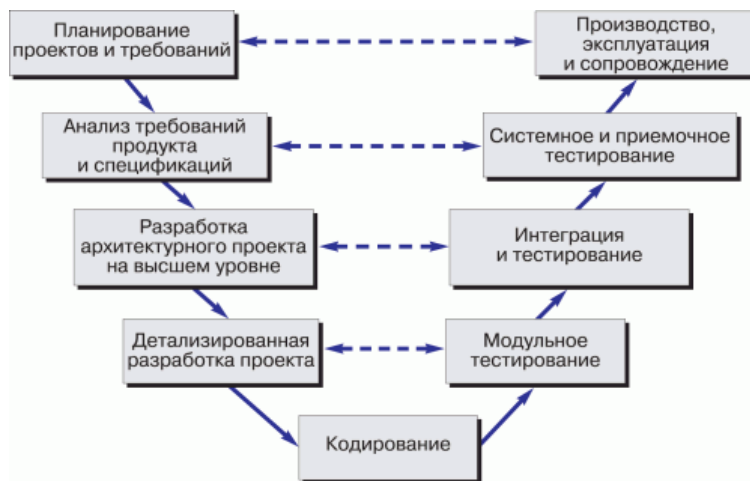 Планирование
проектов и требований
Производство,
эксплуатация
и сопровождение
Анализ требований
продукта
и спецификаций
Системное и приемочное
тестирование
Разработка
архитектурного проекта
на высшем уровне
Интеграция
и тестирование
Детализированная
разработка проекта
Модульное
тестирование
Кодирование